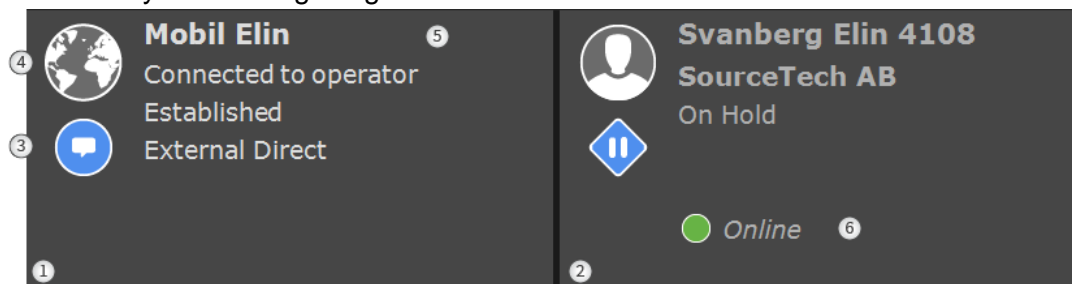 Mobil Elin
5
4
Connected to operator
Established
3
External Direct
1
Svanberg Elin 4108
SourceTech AB
On Hold
Online
6
2